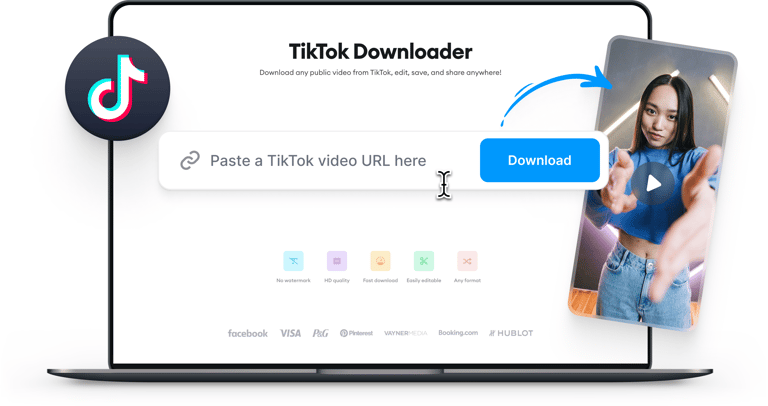 TikTok Downloader
Download any public video from TikTok, edit, save, and share anywhere!
Paste a TikTok video URL here
Download
No watermark HD quality Fast download Easily editable Any format
facebook VISA P&G Pinterest VAYNERMEDIA Booking.com HUBLOT